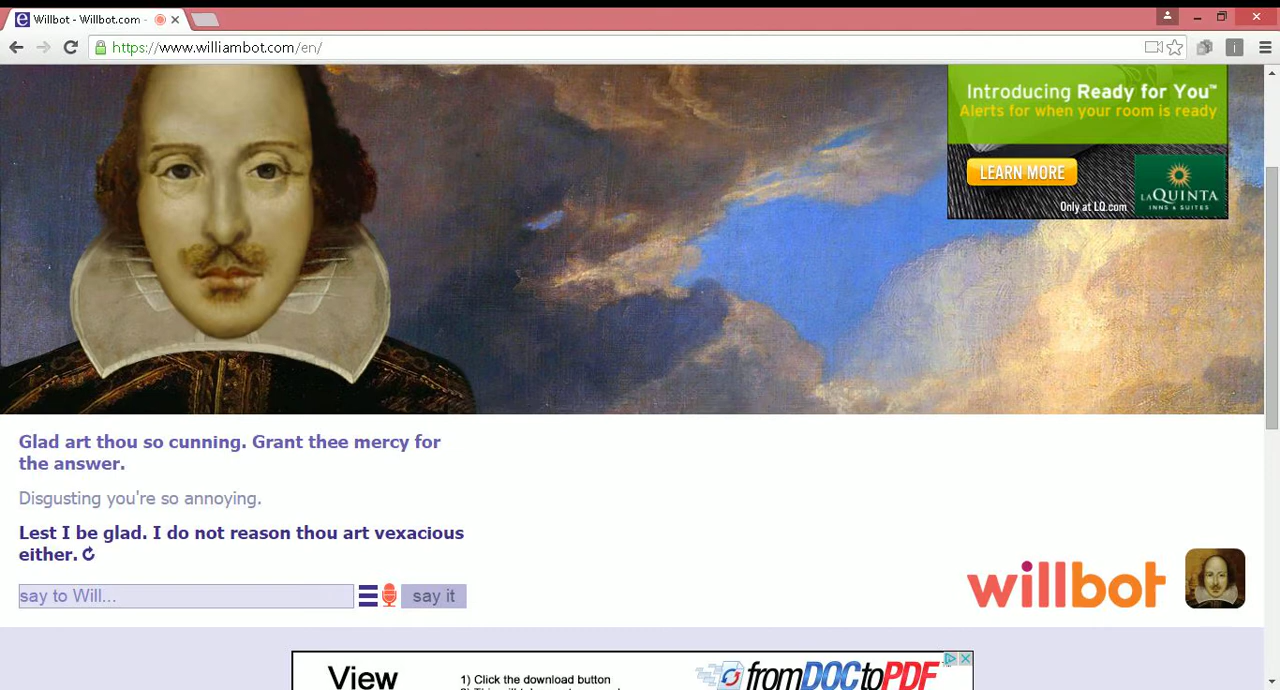 Willbot - Willbot.com -
https://www.williambot.com/en/
Introducing Ready for You™
Alerts for when your room is ready
LEARN MORE
LAQUINTA
INNS & SUITES
Only at LQ.com
Glad art thou so cunning. Grant thee mercy for
the answer.
Disgusting you're so annoying.
Lest I be glad. I do not reason thou art vexacious
either.
say to Will...
say it
willbot
View
1) Click the download button
fromDOCtoPDF